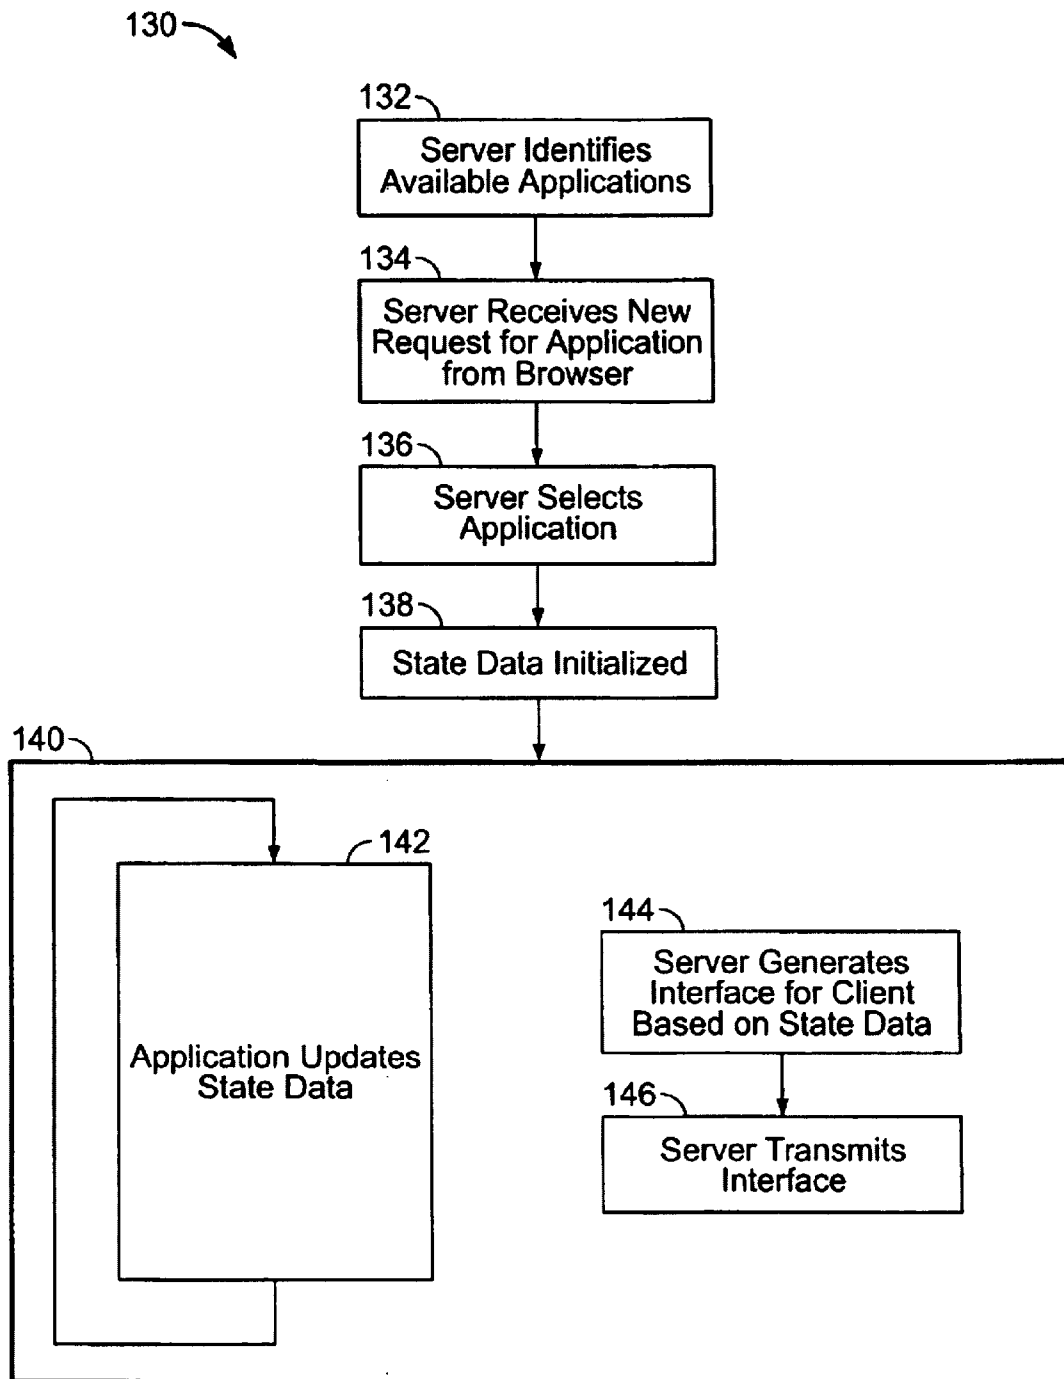 130
132
Server Identifies
Available Applications
134
Server Receives New
Request for Application
from Browser
136
Server Selects
Application
138
State Data Initialized
140
142
Application Updates
State Data
144
Server Generates
Interface for Client
Based on State Data
146
Server Transmits
Interface